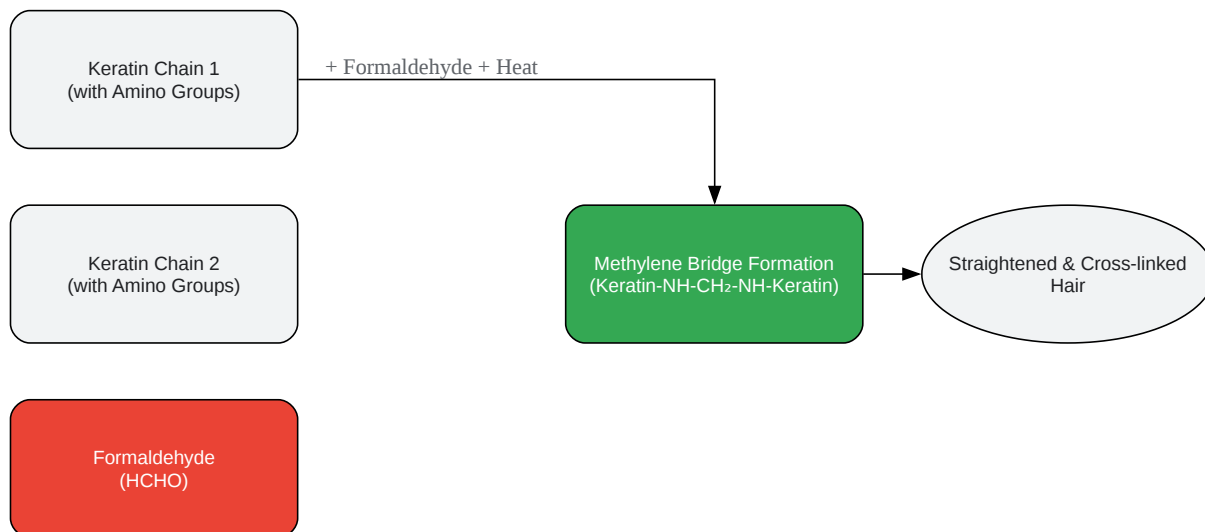 Keratin Chain 1
(with Amino Groups)
+ Formaldehyde + Heat
Keratin Chain 2
(with Amino Groups)
Methylene Bridge Formation
(Keratin-NH-CH₂-NH-Keratin)
Straightened & Cross-linked
Hair
Formaldehyde
(HCHO)